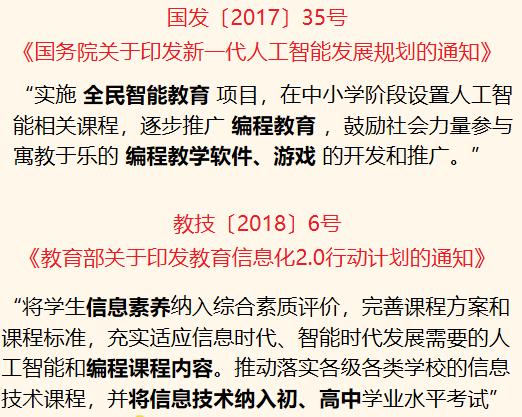 国发〔2017〕35号
《国务院关于印发新一代人工智能发展规划的通知》
“实施 全民智能教育 项目，在中小学阶段设置人工智
能相关课程，逐步推广 编程教育 ，鼓励社会力量参与
寓教于乐的 编程教学软件、游戏 的开发和推广。”
教技〔2018〕6号
《教育部关于印发教育信息化2.0行动计划的通知》
“将学生信息素养纳入综合素质评价，完善课程方案和
课程标准，充实适应信息时代、智能时代发展需要的人
工智能和编程课程内容。推动落实各级各类学校的信息
技术课程，并将信息技术纳入初、高中学业水平考试”